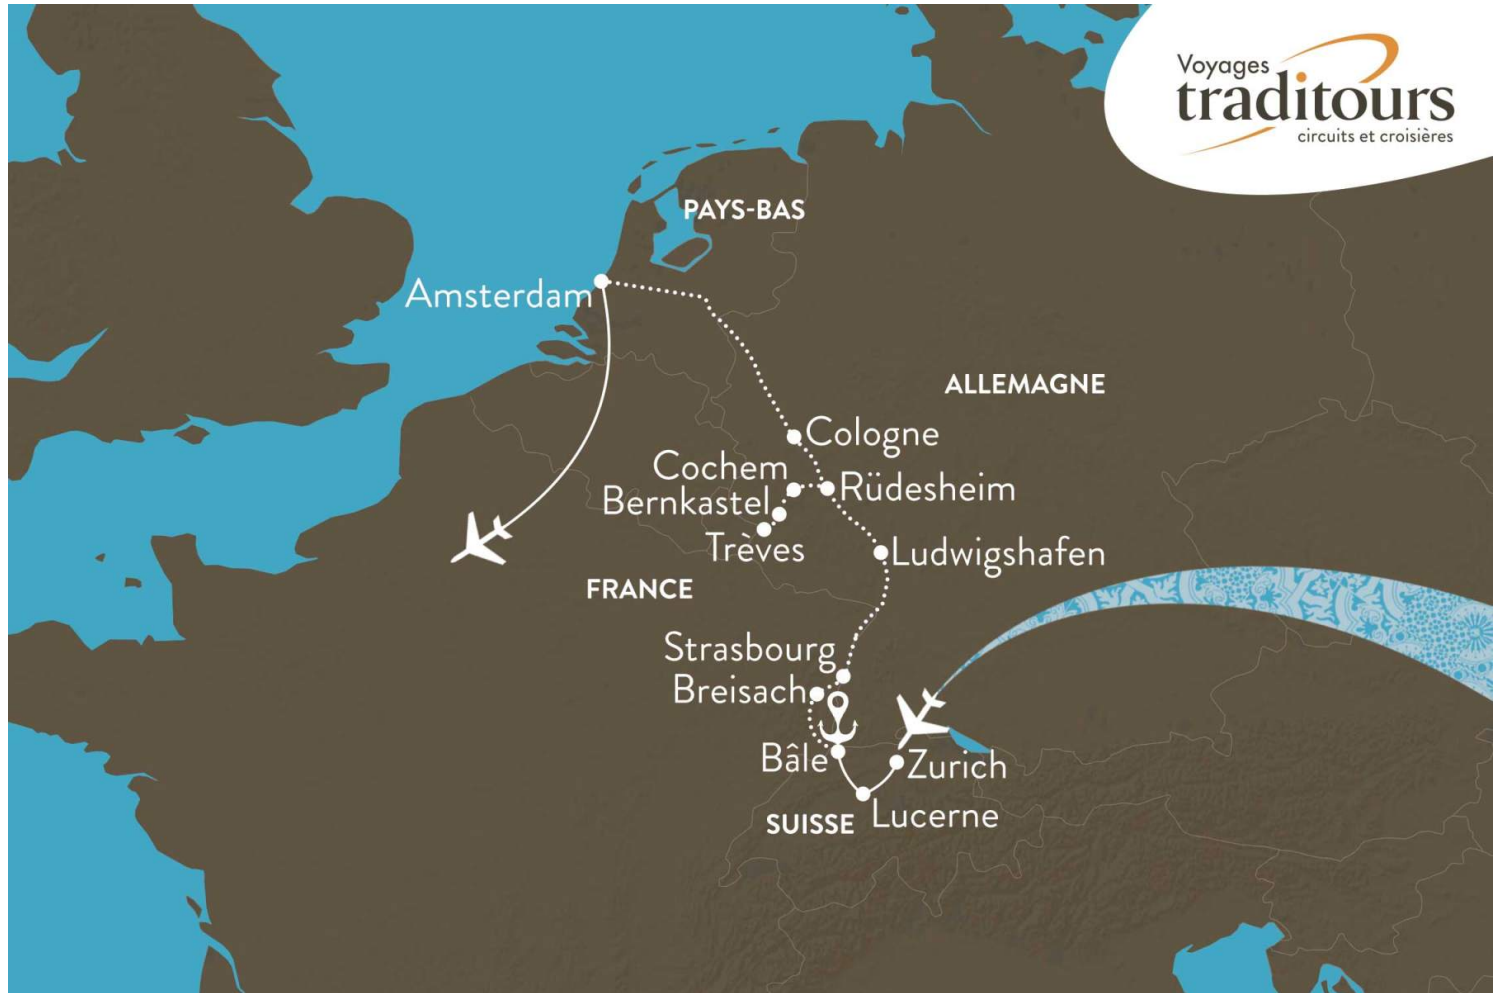 Voyages
traditours
circuits et croisières
PAYS-BAS
Amsterdam
ALLEMAGNE
Cologne
Cochem
Rüdesheim
Bernkastel
Trèves
Ludwigshafen
FRANCE
Strasbourg
Breisach
Bâle
Zurich
SUISSE
Lucerne